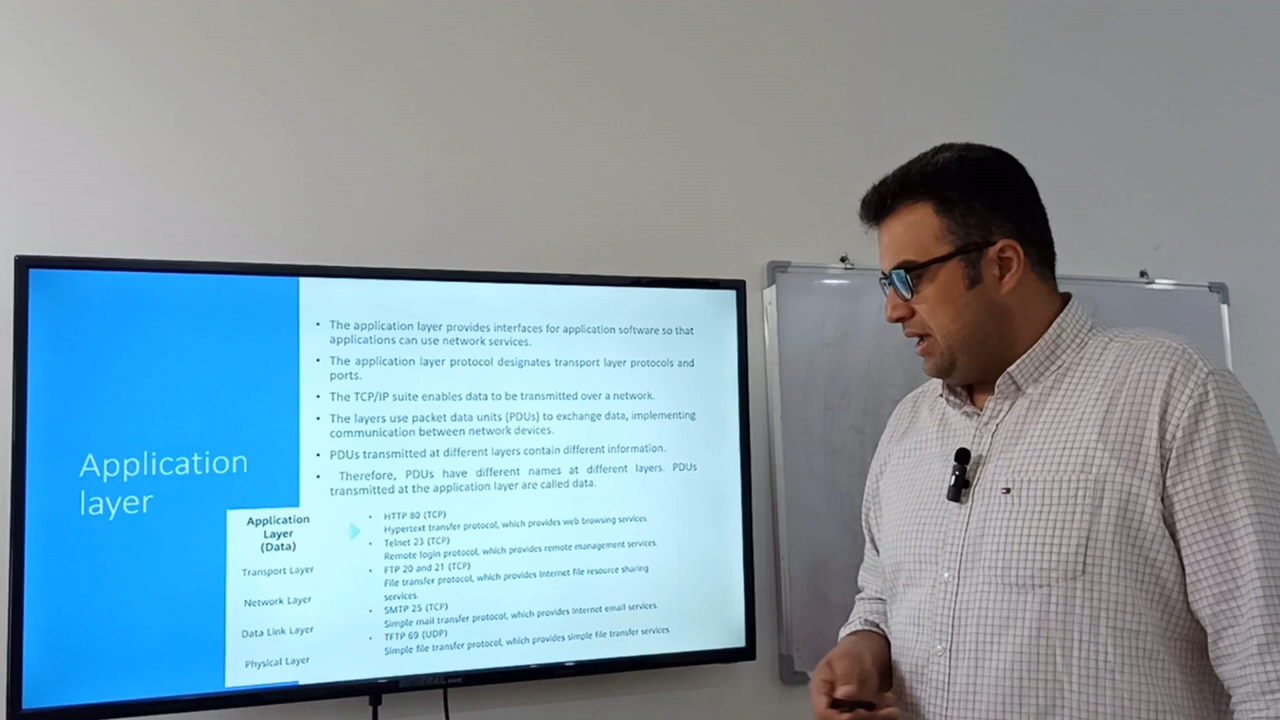 Application
layer
• The application layer provides interfaces for application software so that
applications can use network services.
• The application layer protocol designates transport layer protocols and
ports.
• The TCP/IP suite enables data to be transmitted over a network.
• The layers use packet data units (PDUs) to exchange data, implementing
communication between network devices.
• PDUs transmitted at different layers contain different information.
• Therefore, PDUs have different names at different layers. PDUs
transmitted at the application layer are called data.
Application
Layer
(Data)
Transport Layer
Network Layer
Data Link Layer
Physical Layer
• HTTP 80 (TCP)
Hypertext transfer protocol, which provides web browsing services.
• Telnet 23 (TCP)
Remote login protocol, which provides remote management services.
• FTP 20 and 21 (TCP)
File transfer protocol, which provides Internet file resource sharing
services.
• SMTP 25 (TCP)
Simple mail transfer protocol, which provides Internet email services.
• TFTP 69 (UDP)
Simple file transfer protocol, which provides simple file transfer services.